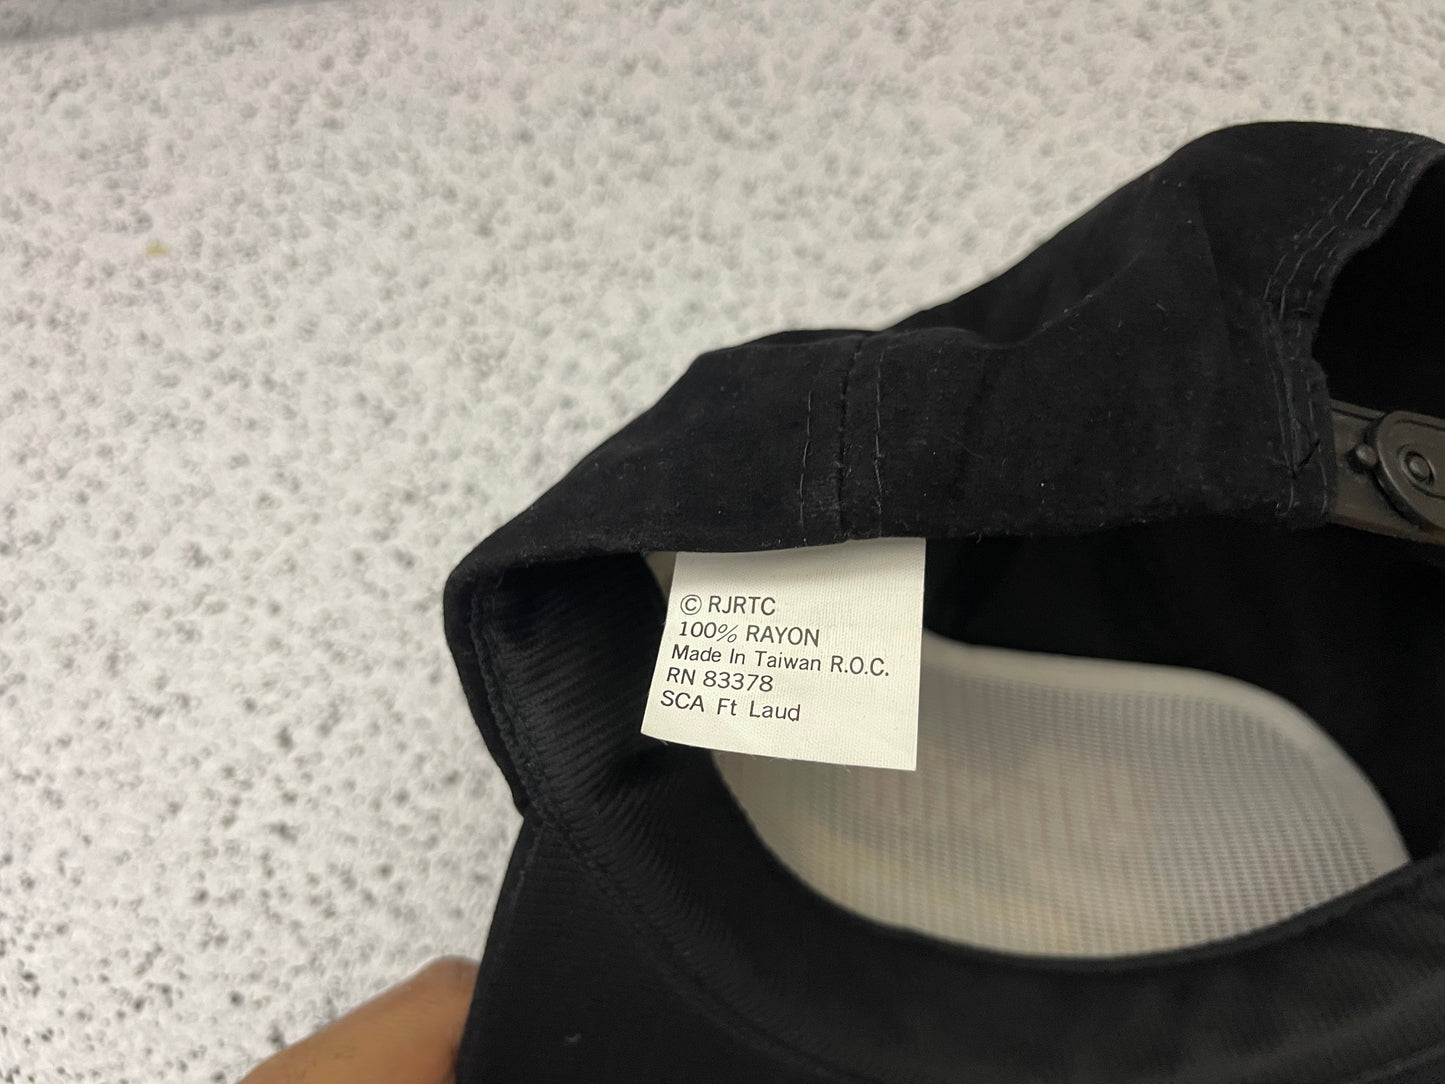 © RJRTC
100% RAYON
Made In Taiwan R.O.C.
RN 83378
SCA Ft Laud